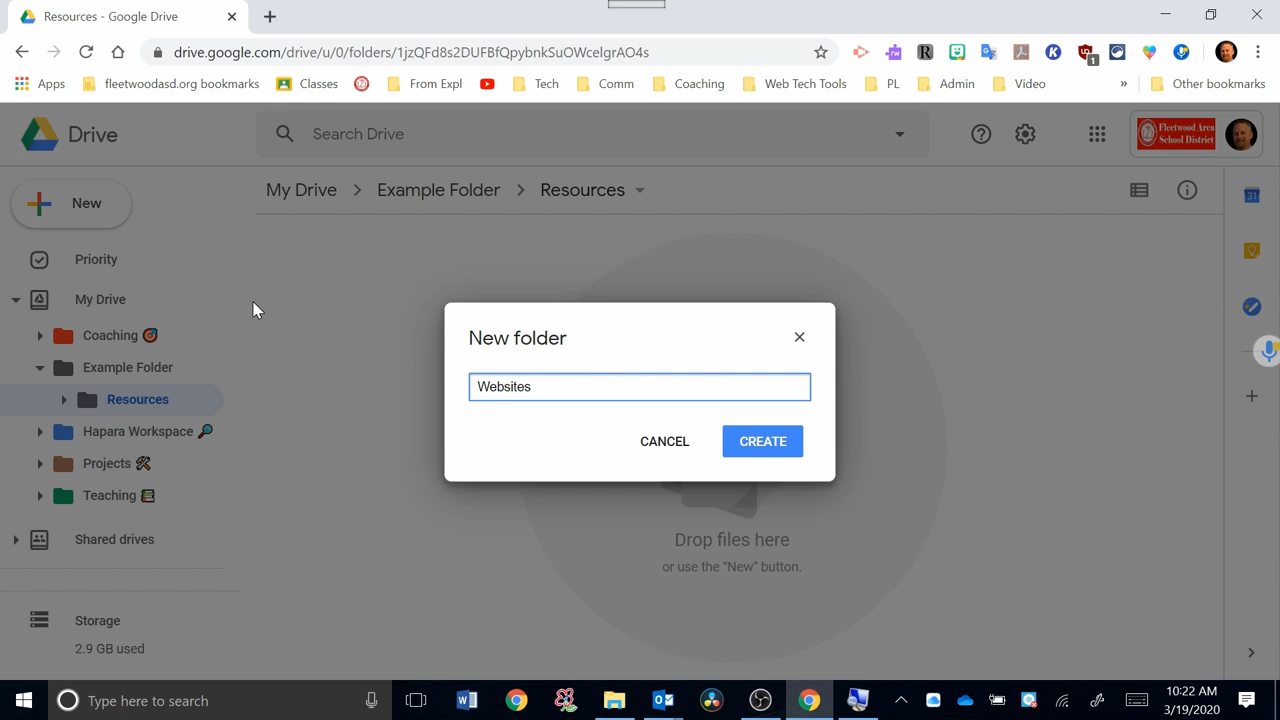 Resources - Google Drive
drive.google.com/drive/u/0/folders/1jzQFd8s2DUFBfQpybnkSuOWcelgrAO4s
Apps
fleetwoodasd.org bookmarks
Classes
From Expl
Tech
Comm
Coaching
Web Tech Tools
PL
Admin
Video
»
Other bookmarks
Drive
Search Drive
Fleetwood Area
School District
New
My Drive
Example Folder
Resources
Priority
My Drive
Coaching
Example Folder
Resources
Hapara Workspace
Projects
Teaching
Shared drives
Storage
2.9 GB used
New folder
Websites
CANCEL
CREATE
Drop files here
or use the “New” button.
31
Type here to search
10:22 AM
3/19/2020